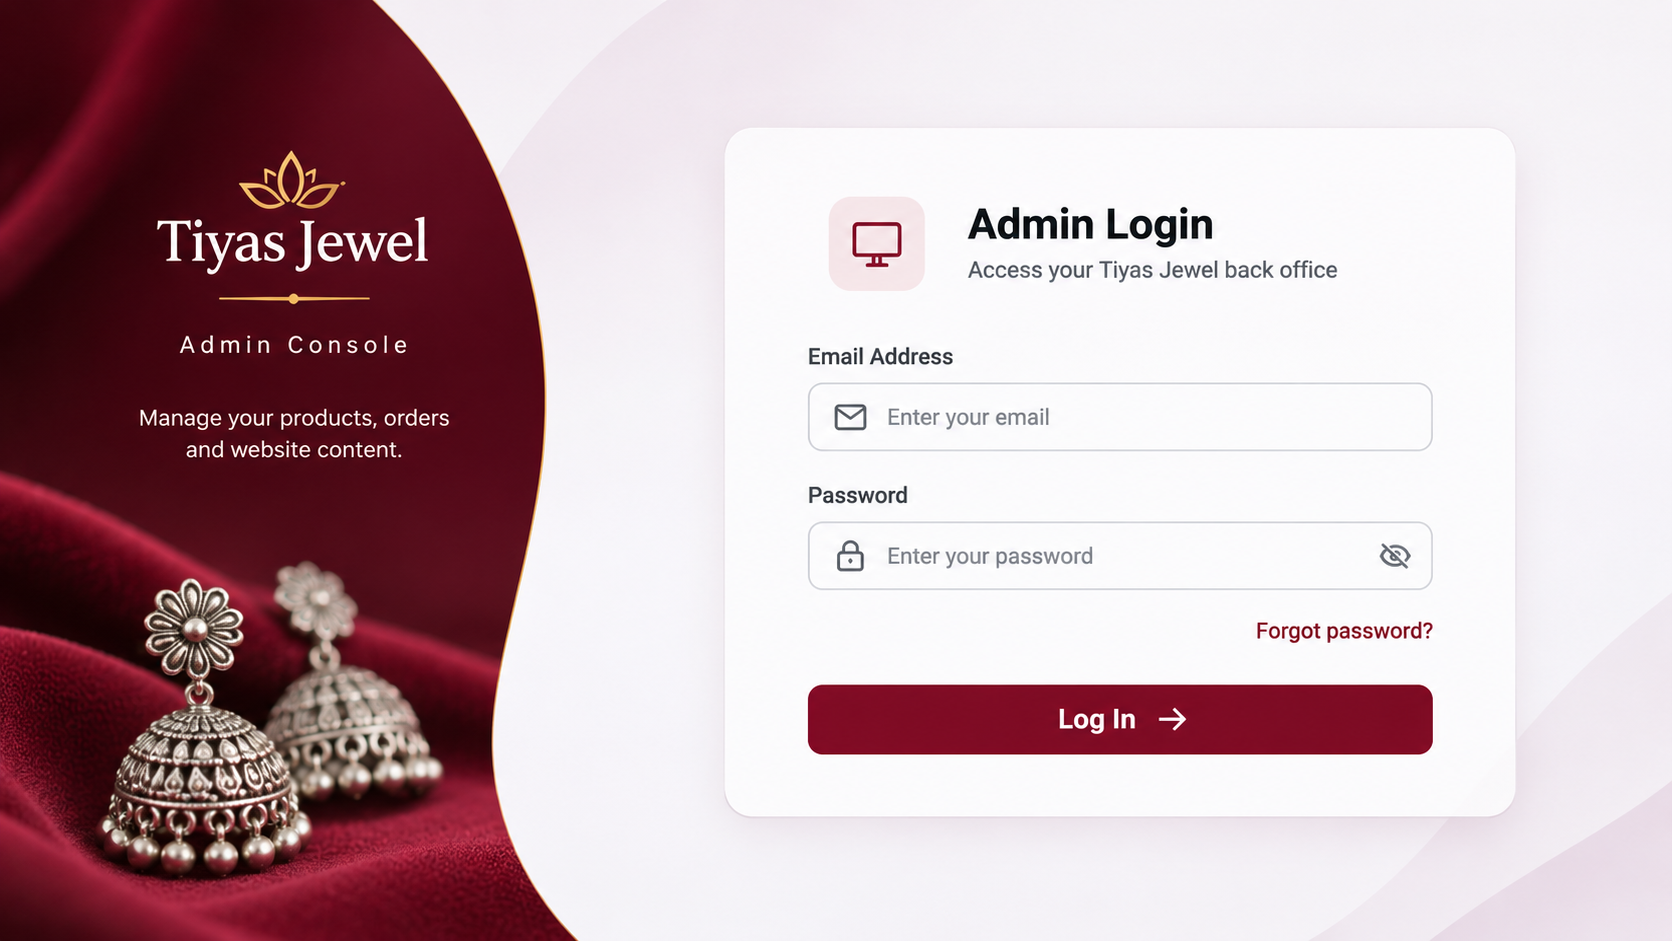 Tiyas Jewel
Admin Console
Manage your products, orders
and website content.
Admin Login
Access your Tiyas Jewel back office
Email Address
Enter your email
Password
Enter your password
Forgot password?
Log In